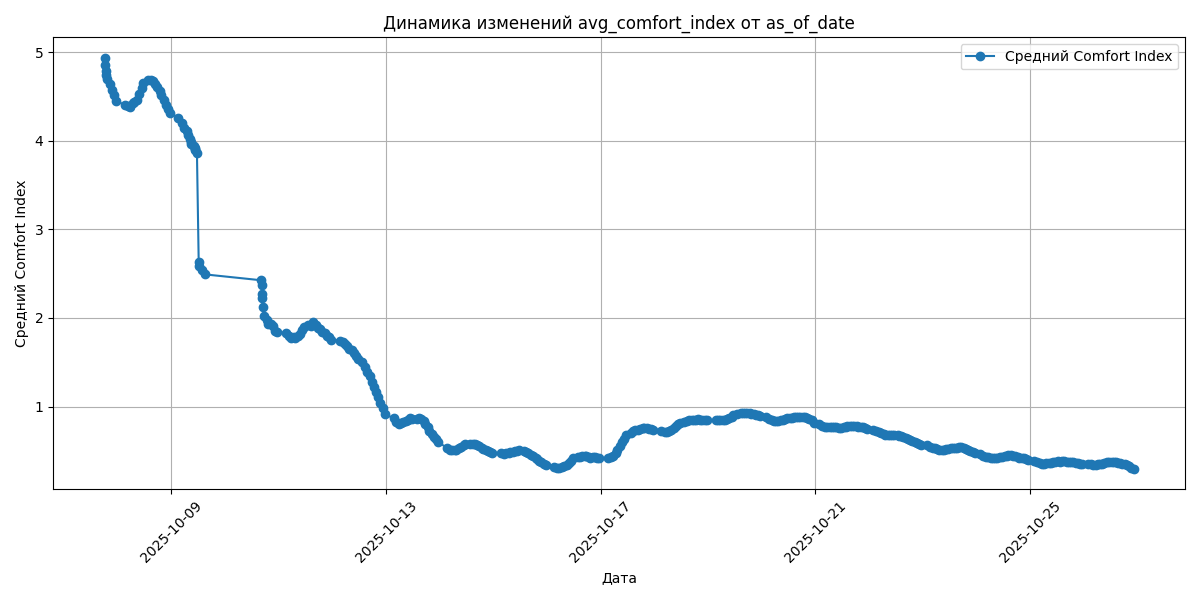 Динамика изменений avg_comfort_index от as_of_date
Средний Comfort Index
5
4
3
2
1
Средний Comfort Index
2025-10-09
2025-10-13
2025-10-17
2025-10-21
2025-10-25
Дата